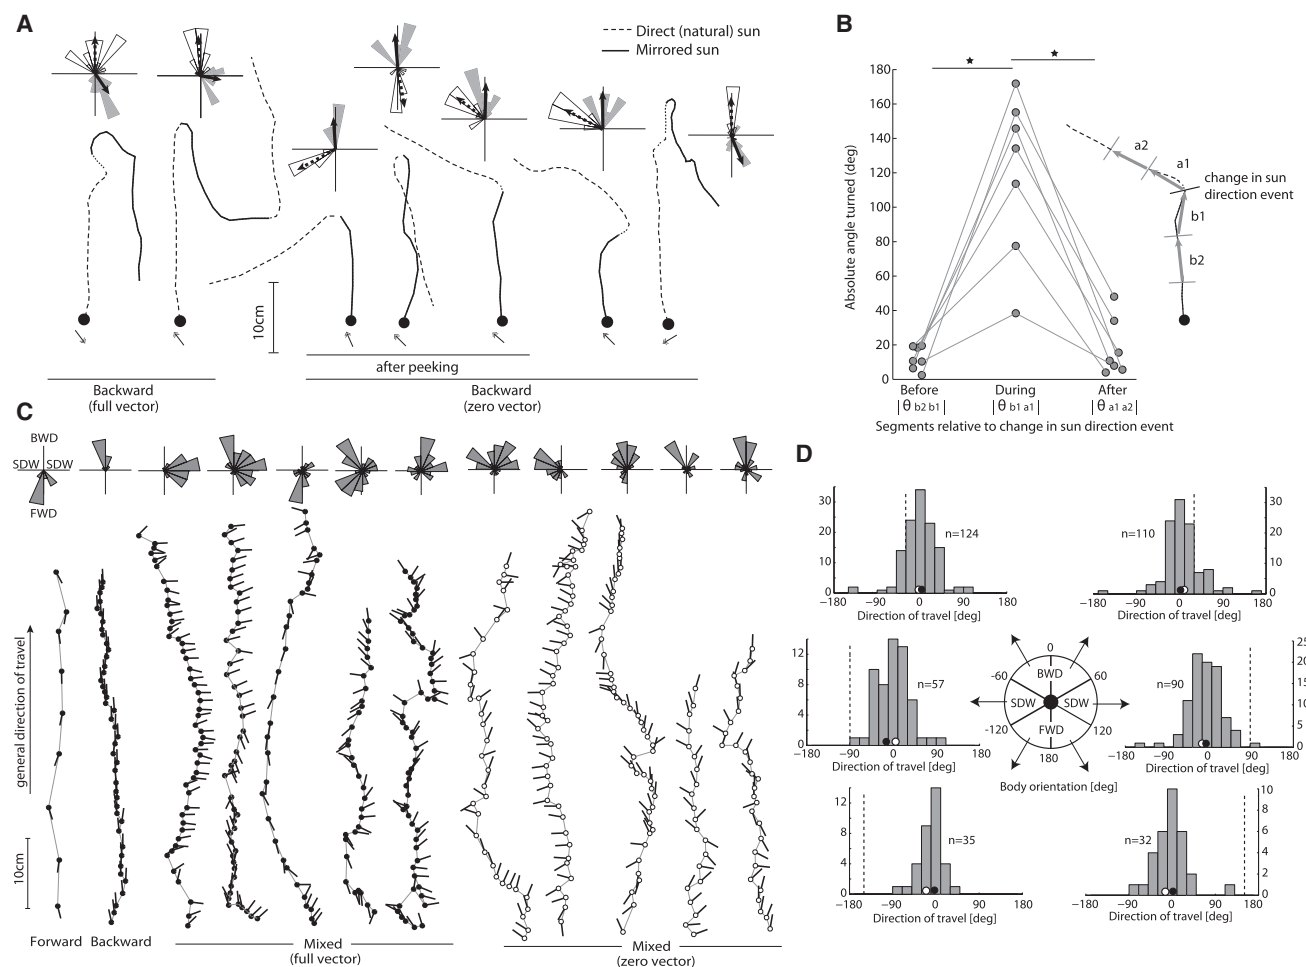 A
Direct (natural) sun
Mirrored sun
10cm
after peeking
Backward
(full vector)
Backward
(zero vector)
B
Absolute angle turned (deg)
180
160
140
120
100
80
60
40
20
0
Before
During
After
|θ b2 b1|
|θ b1 a1|
|θ a1 a2|
Segments relative to change in sun direction event
a2
a1
change in sun
direction event
b1
b2
C
BWD
SDW SDW
FWD
general direction of travel
10cm
Forward Backward
Mixed
(full vector)
Mixed
(zero vector)
D
30
20
10
0
n=124
−180 −90 0 90 180
Direction of travel [deg]
n=110
30
20
10
0
−180 −90 0 90 180
Direction of travel [deg]
12
8
4
0
n=57
−180 −90 0 90 180
Direction of travel [deg]
0
-60 BWD 60
SDW SDW
-120 FWD 120
180
Body orientation [deg]
n=90
25
20
15
10
5
0
−180 −90 0 90 180
Direction of travel [deg]
12
8
4
0
n=35
−180 −90 0 90 180
Direction of travel [deg]
n=32
10
8
6
4
2
0
−180 −90 0 90 180
Direction of travel [deg]